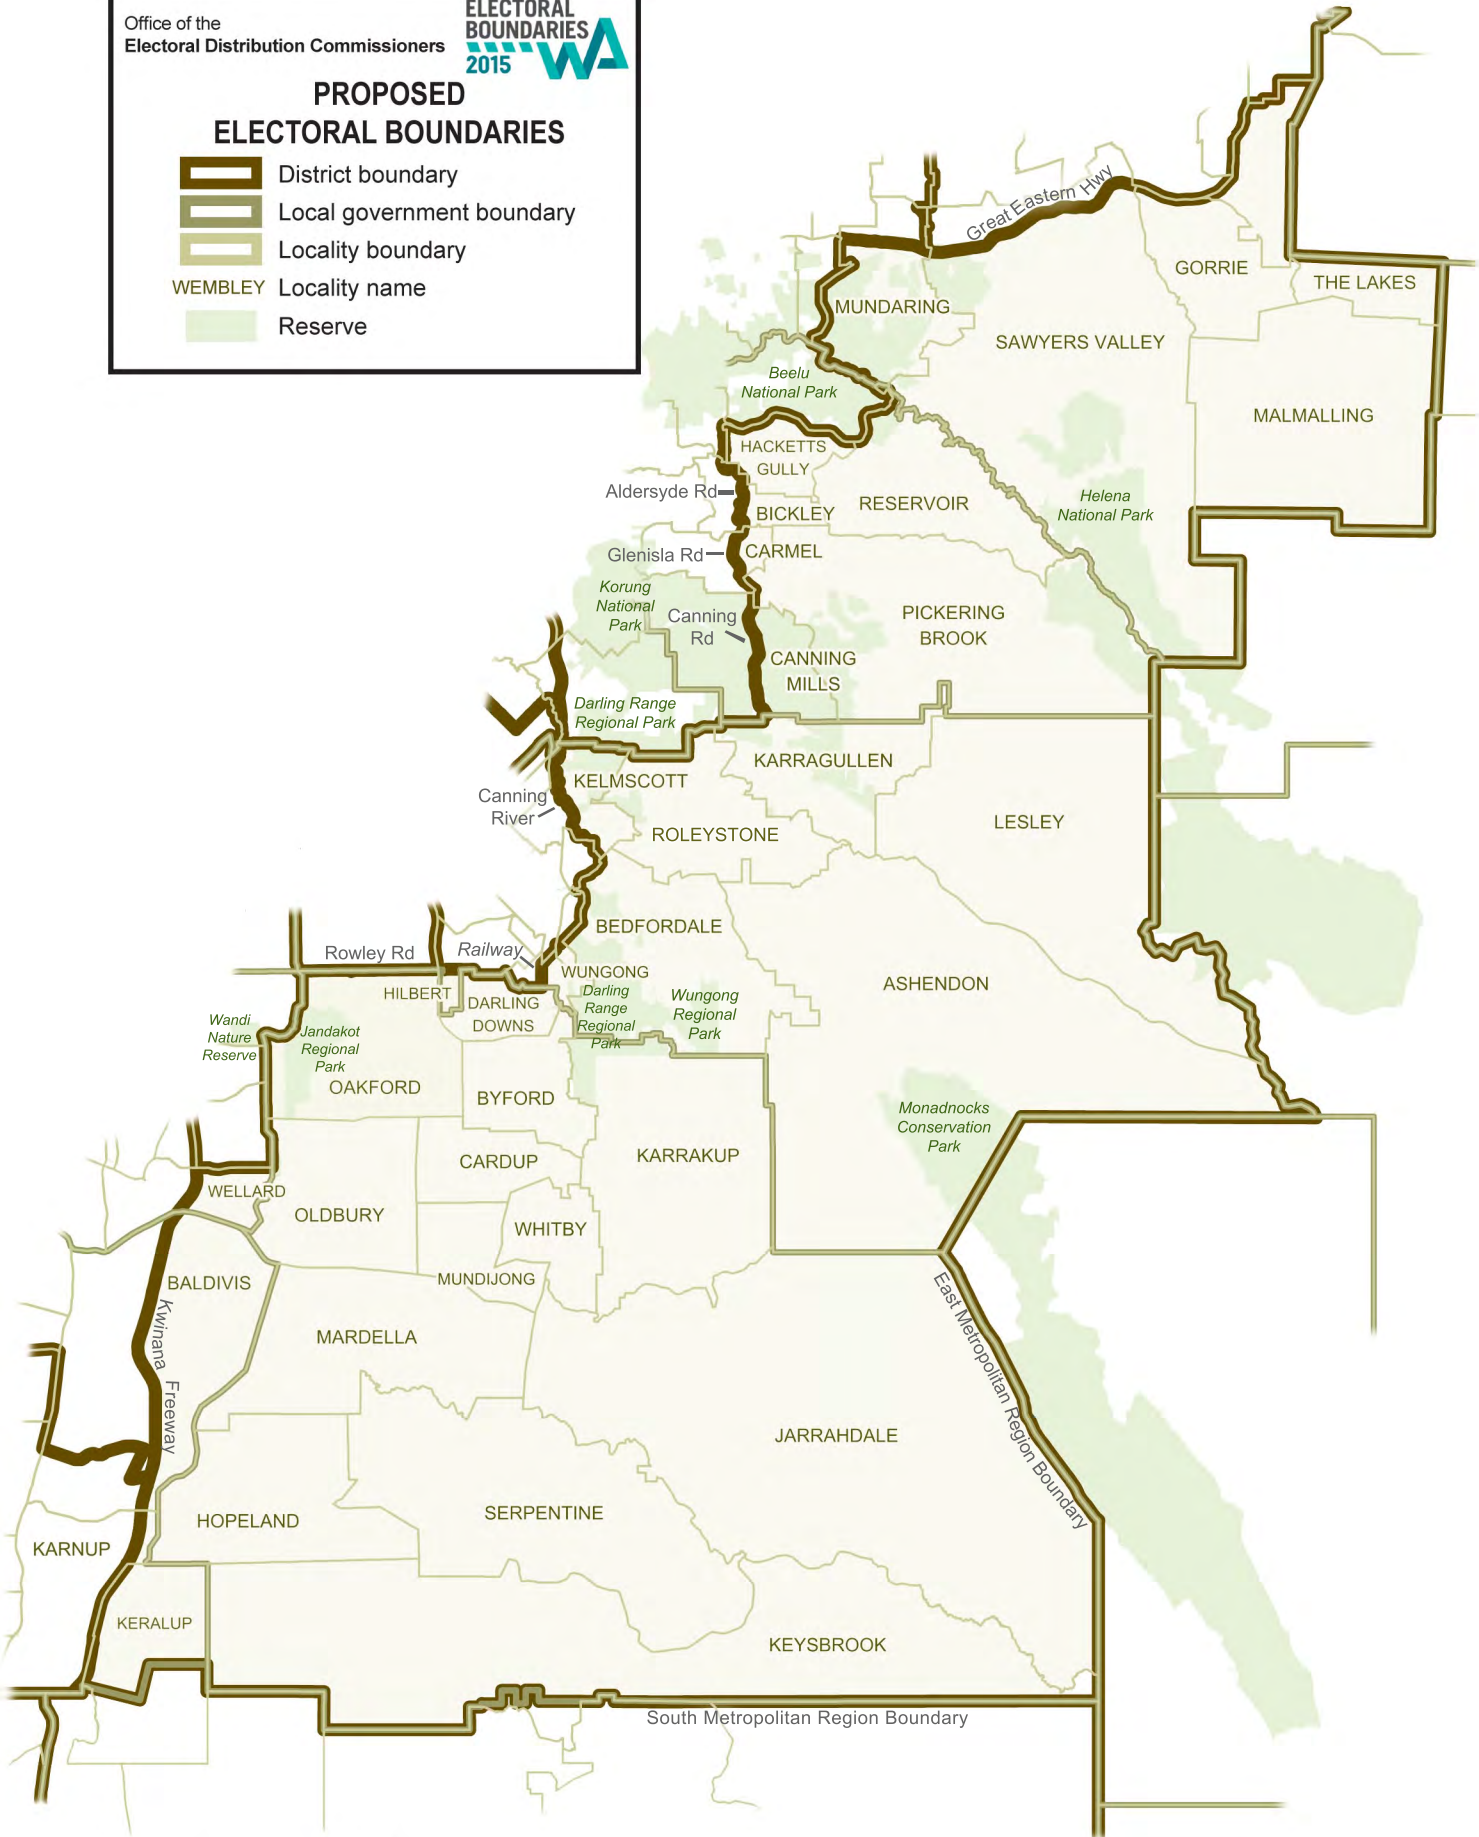 Office of the
Electoral Distribution Commissioners
ELECTORAL
BOUNDARIES
2015
WA
PROPOSED
ELECTORAL BOUNDARIES
District boundary
Local government boundary
Locality boundary
WEMBLEY Locality name
Reserve
Great Eastern Hwy
GORRIE
THE LAKES
MUNDARING
SAWYERS VALLEY
Beelu
National Park
MALMALLING
HACKETTS
GULLY
Aldersyde Rd
RESERVOIR
Helena
National Park
BICKLEY
Glenisla Rd
CARMEL
Korung
National
Park
Canning
Rd
PICKERING
BROOK
CANNING
MILLS
Darling Range
Regional Park
KARRAGULLEN
KELMSCOTT
Canning
River
ROLEYSTONE
LESLEY
BEDFORDALE
Rowley Rd
Railway
WUNGONG
ASHENDON
HILBERT
DARLING
DOWNS
Darling
Range
Regional
Park
Wungong
Regional
Park
Wandi
Nature
Reserve
Jandakot
Regional
Park
OAKFORD
BYFORD
Monadnocks
Conservation
Park
CARDUP
KARRAKUP
WELLARD
OLDBURY
WHITBY
BALDIVIS
MUNDIJONG
Kwinana Freeway
MARDELLA
East Metropolitan Region Boundary
JARRAHDALE
HOPELAND
SERPENTINE
KARNUP
KERALUP
KEYSBROOK
South Metropolitan Region Boundary